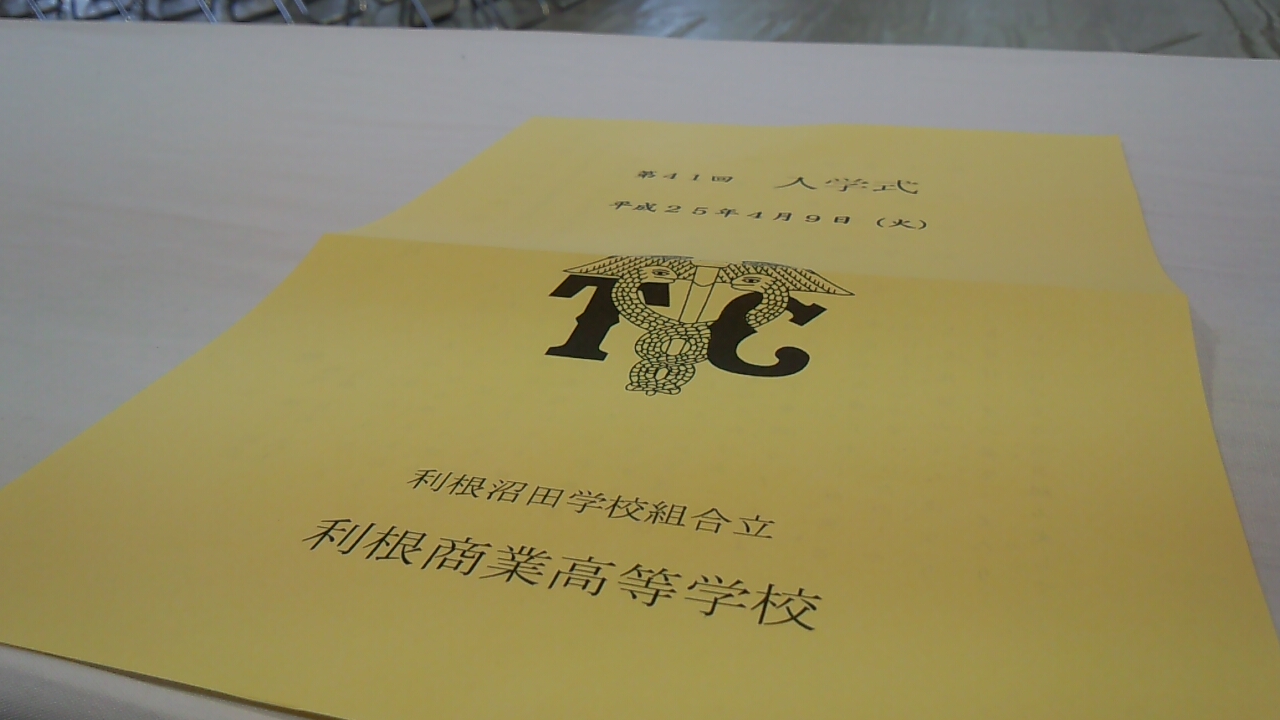 第41回 入学式
平成25年4月9日（火）
TC
利根沼田学校組合立
利根商業高等学校